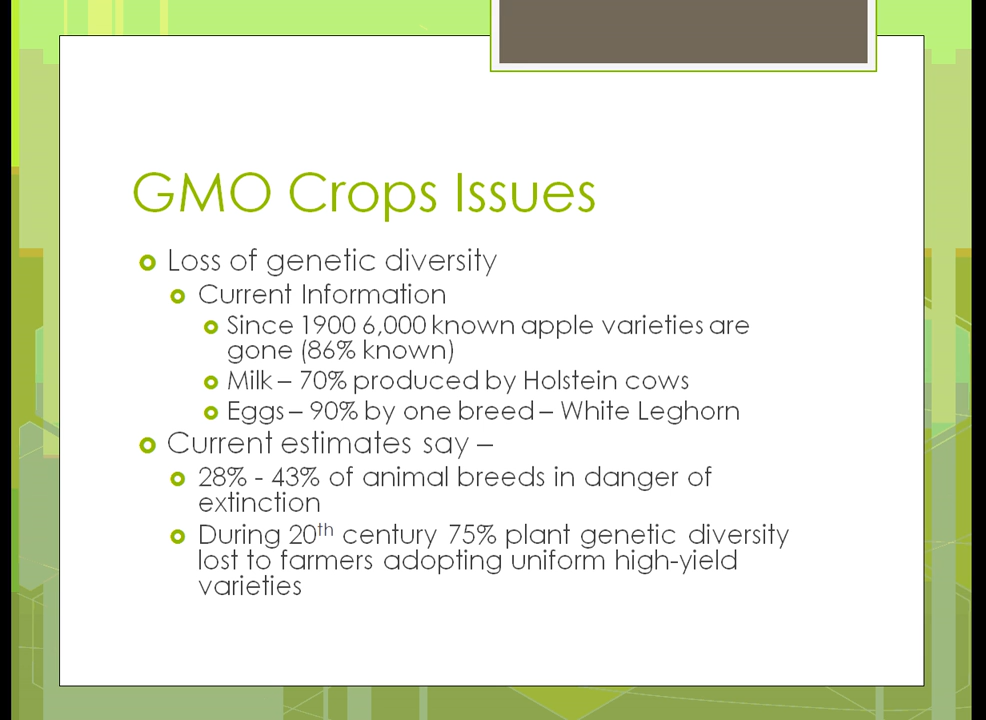 GMO Crops Issues
Loss of genetic diversity
Current Information
Since 1900 6,000 known apple varieties are
gone (86% known)
Milk – 70% produced by Holstein cows
Eggs – 90% by one breed – White Leghorn
Current estimates say –
28% - 43% of animal breeds in danger of
extinction
During 20th century 75% plant genetic diversity
lost to farmers adopting uniform high-yield
varieties